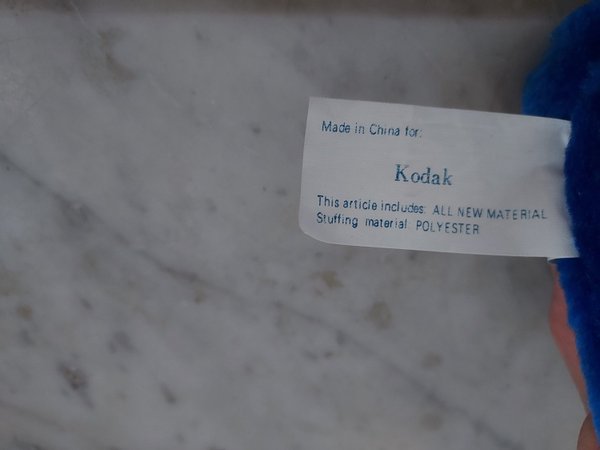 Made in China for:
Kodak
This article includes: ALL NEW MATERIAL
Stuffing material POLYESTER